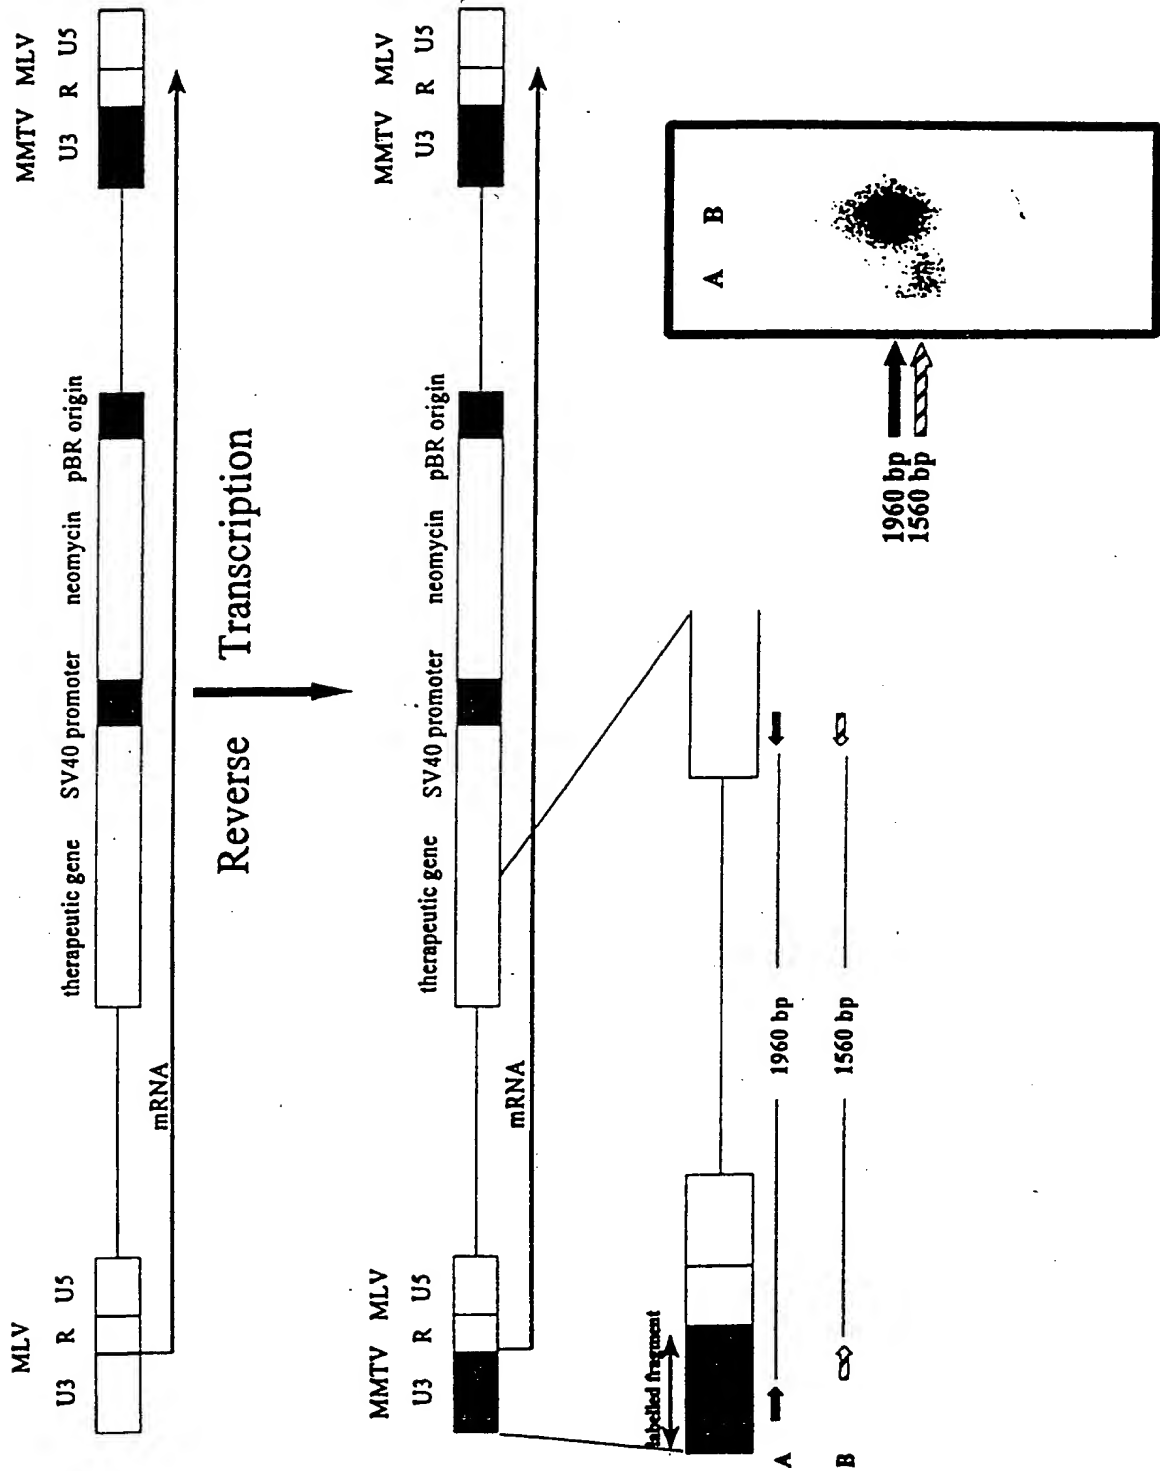 MLV
MMTV MLV
U3 R U5
therapeutic gene SV40 promoter neomycin pBR origin
U3 R U5
mRNA
Reverse Transcription
MMTV MLV
MMTV MLV
U3 R U5
therapeutic gene SV40 promoter neomycin pBR origin
U3 R U5
mRNA
labelled fragment
A
1960 bp
B
1560 bp
A B
1960 bp
1560 bp